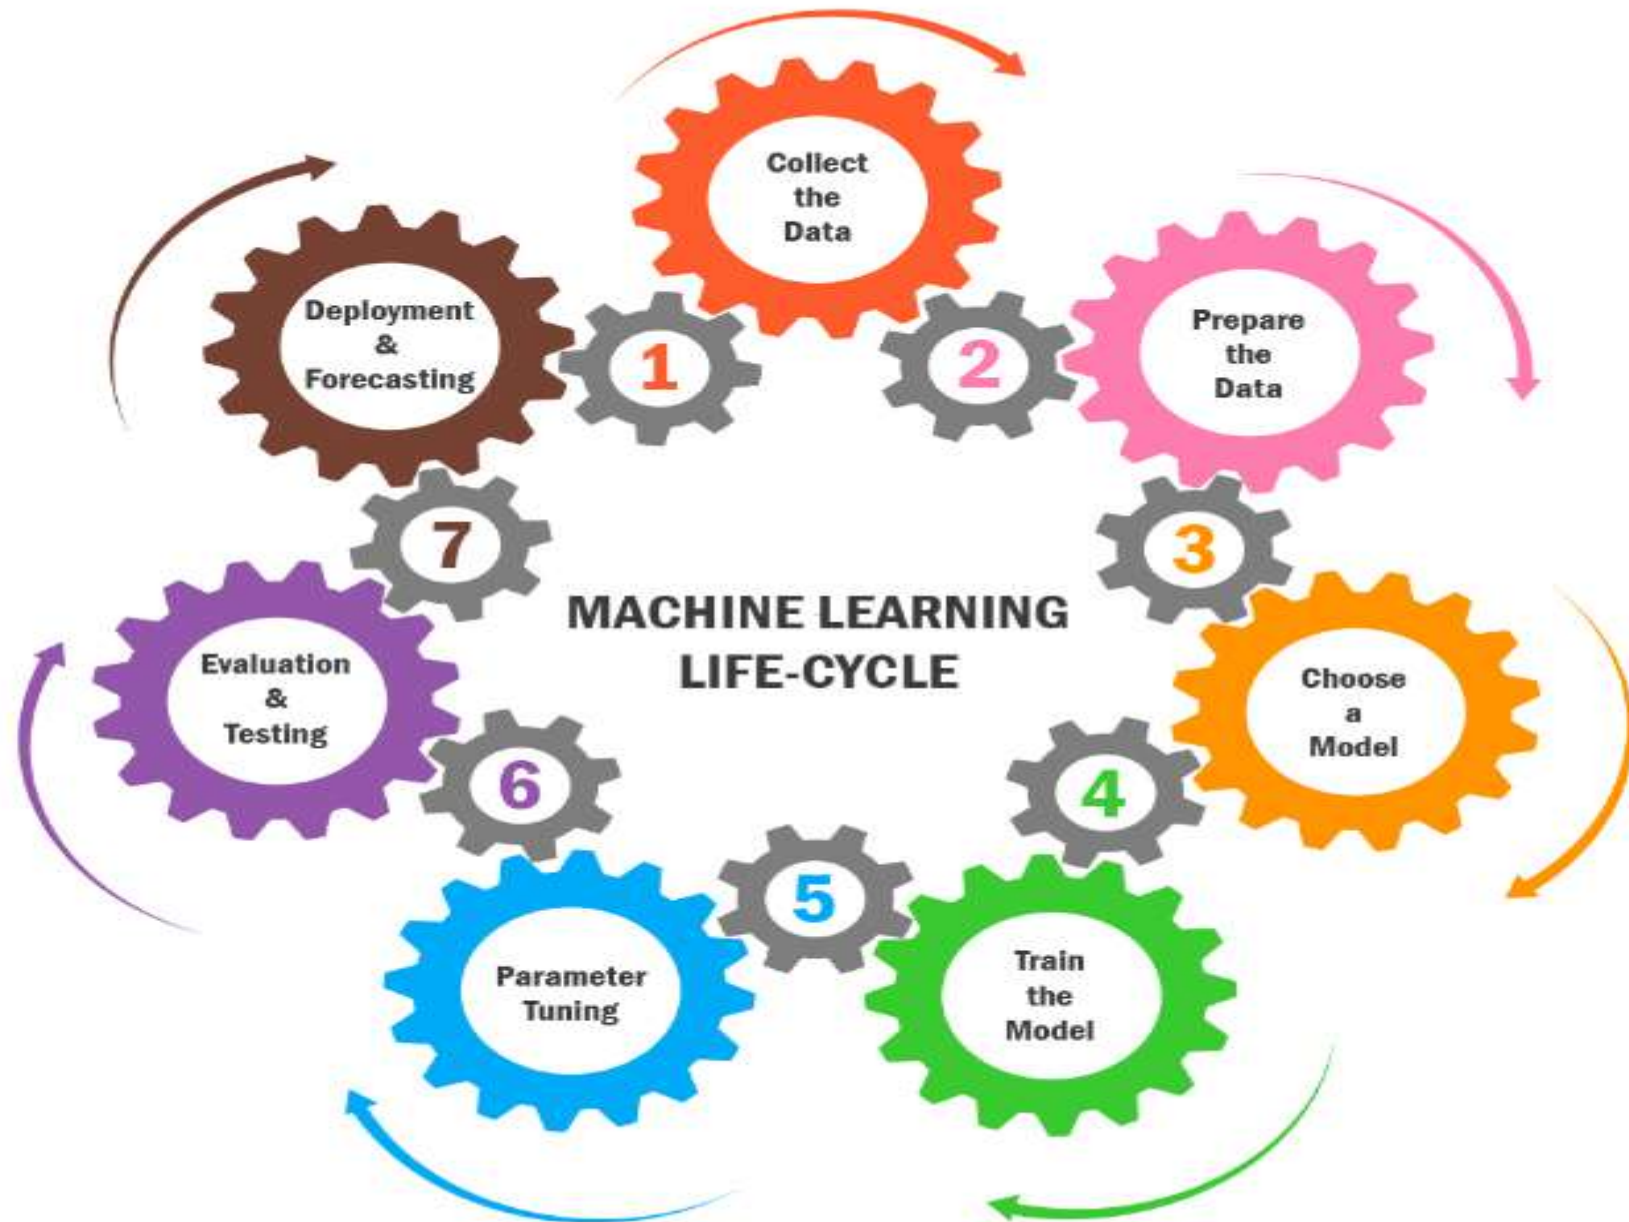 MACHINE LEARNING
LIFE-CYCLE
1
Collect
the
Data
2
Prepare
the
Data
3
Choose
a
Model
4
Train
the
Model
5
Parameter
Tuning
6
Evaluation
&
Testing
7
Deployment
&
Forecasting